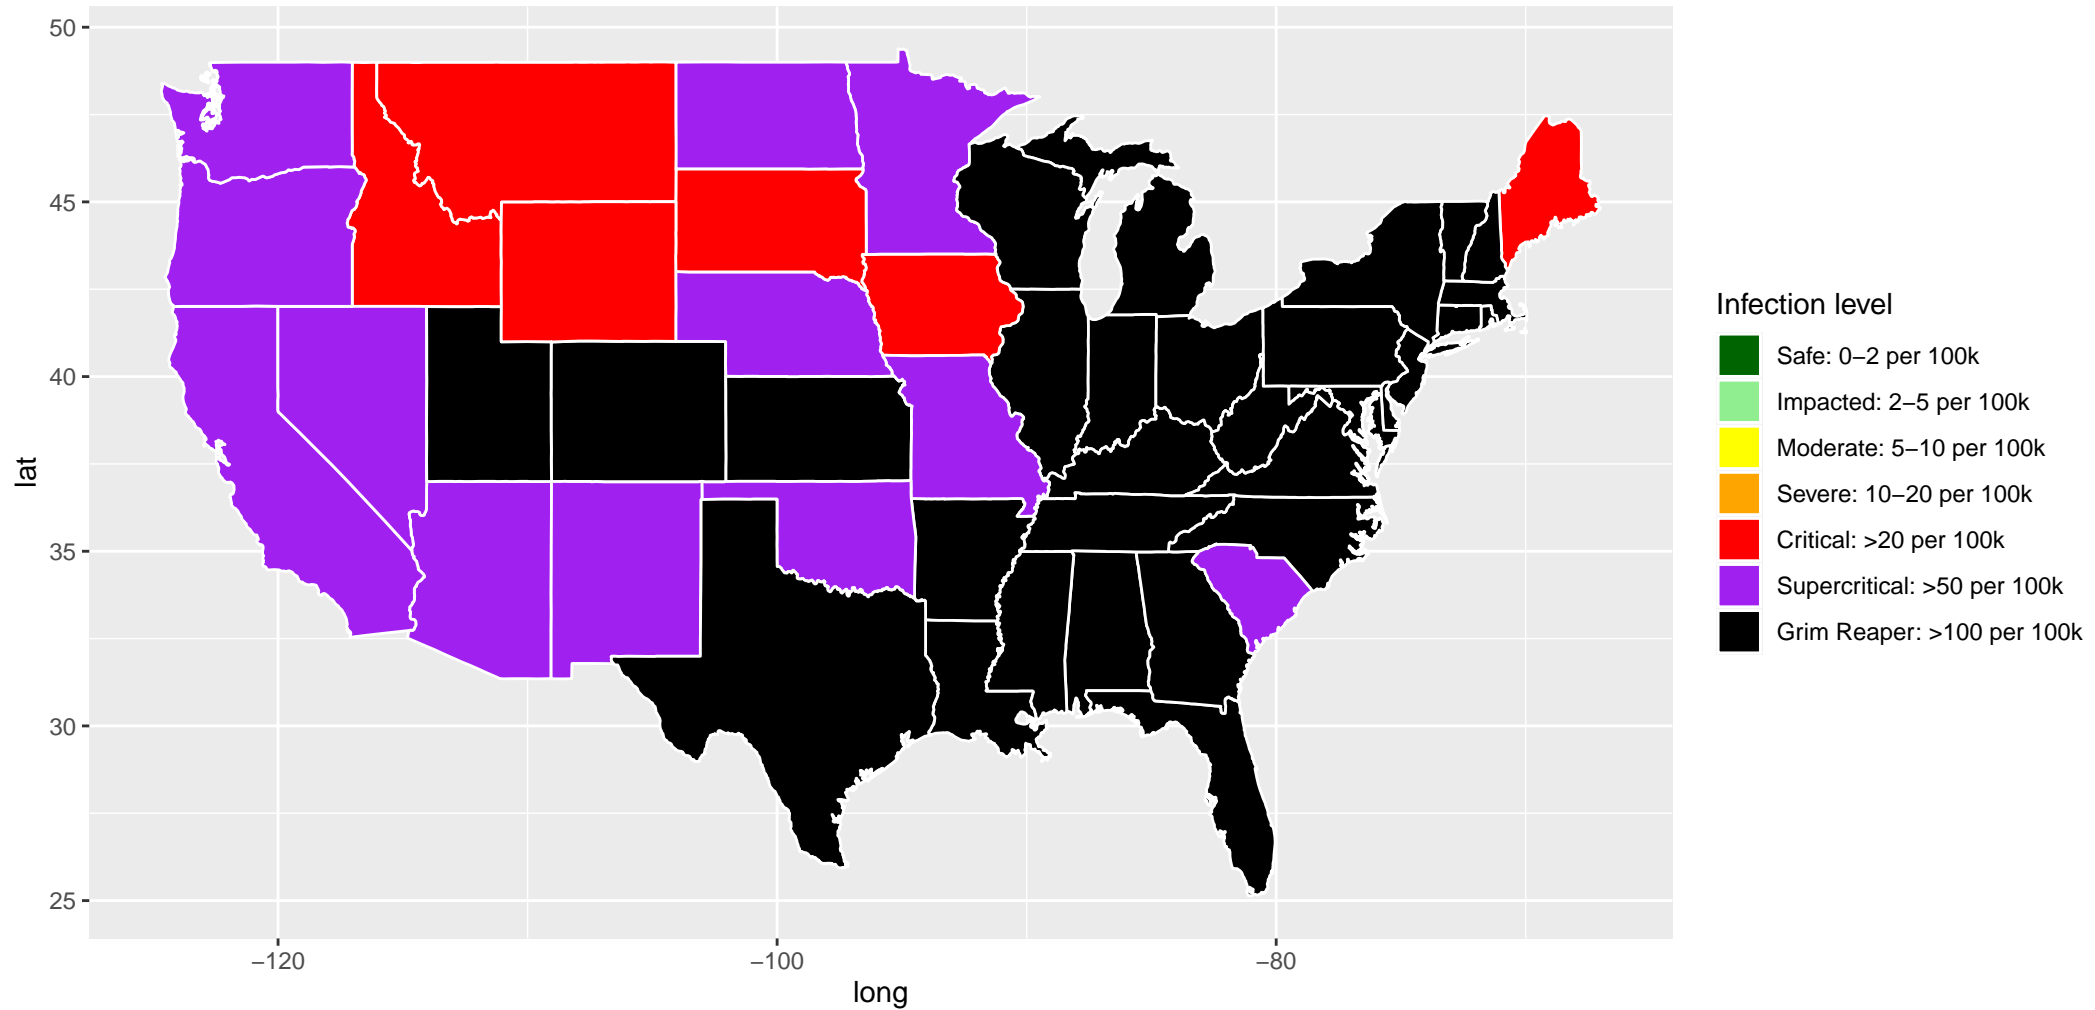 50
45
40
35
30
25
lat
−120
−100
−80
long
Infection level
Safe: 0−2 per 100k
Impacted: 2−5 per 100k
Moderate: 5−10 per 100k
Severe: 10−20 per 100k
Critical: >20 per 100k
Supercritical: >50 per 100k
Grim Reaper: >100 per 100k